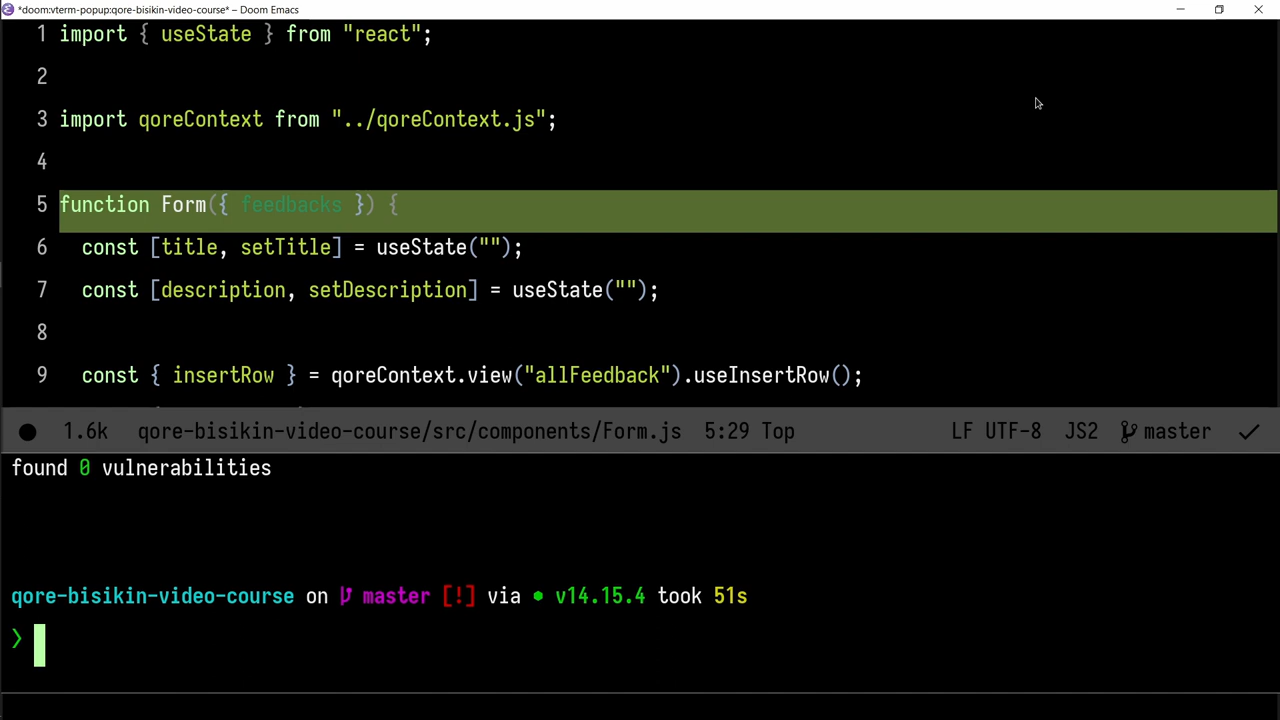 *doom:vterm-popup:qore-bisikin-video-course* – Doom Emacs
1 import { useState } from "react";
2
3 import qoreContext from "../qoreContext.js";
4
5 function Form({ feedbacks }) {
6 const [title, setTitle] = useState("");
7 const [description, setDescription] = useState("");
8
9 const { insertRow } = qoreContext.view("allFeedback").useInsertRow();
1.6k qore-bisikin-video-course/src/components/Form.js 5:29 Top LF UTF-8 JS2 master
found 0 vulnerabilities
qore-bisikin-video-course on master [!] via v14.15.4 took 51s
❯